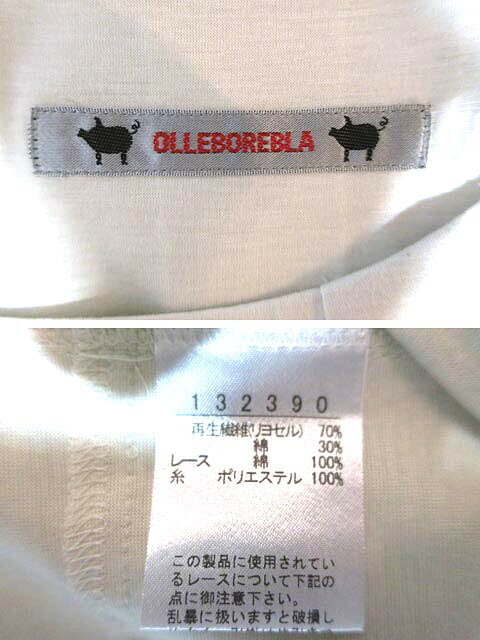 OLLEBOREBLA
132390
再生繊維(リヨセル) 70%
綿 30%
レース 綿 100%
糸 ポリエステル 100%
この製品に使用されてい
るレースについて下記の
点に御注意下さい。
乱暴に扱いますと破損し